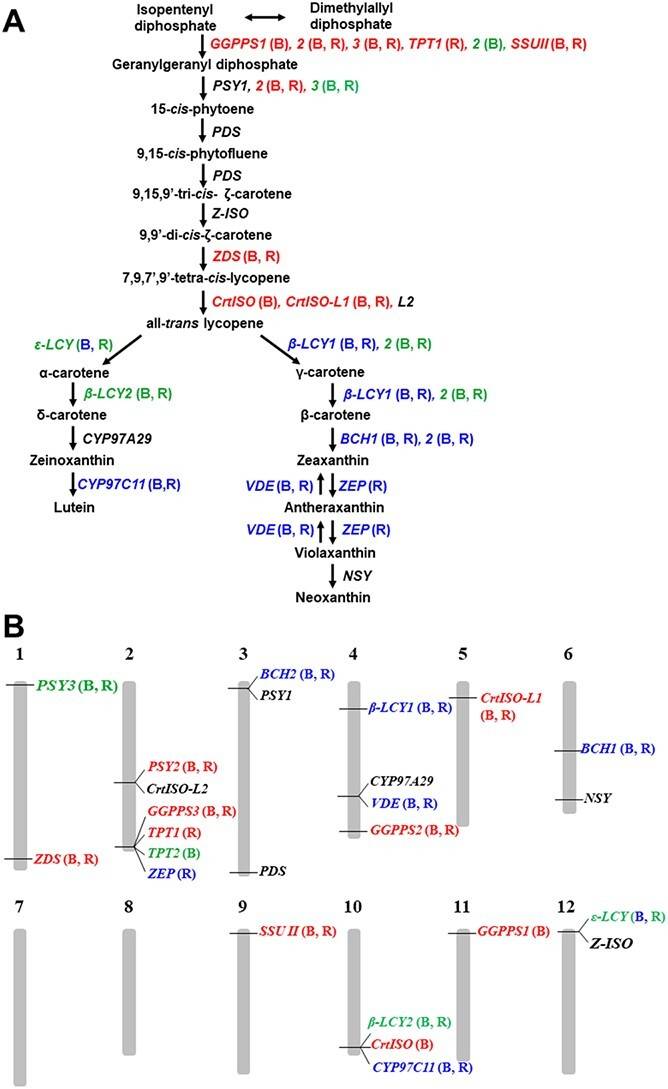 A
Isopentenyl diphosphate
Dimethylallyl diphosphate
GGPPS1 (B), 2 (B, R), 3 (B, R), TPT1 (R), 2 (B), SSUII (B, R)
Geranylgeranyl diphosphate
PSY1, 2 (B, R), 3 (B, R)
15-cis-phytoene
PDS
9,15-cis-phytofluene
PDS
9,15,9’-tri-cis- ζ-carotene
Z-ISO
9,9’-di-cis-ζ-carotene
ZDS (B, R)
7,9,7’,9’-tetra-cis-lycopene
CrtISO (B), CrtISO-L1 (B, R), L2
all-trans lycopene
ε-LCY (B, R)
β-LCY1 (B, R), 2 (B, R)
α-carotene
γ-carotene
β-LCY2 (B, R)
β-LCY1 (B, R), 2 (B, R)
δ-carotene
β-carotene
CYP97A29
BCH1 (B, R), 2 (B, R)
Zeinoxanthin
Zeaxanthin
CYP97C11 (B,R)
VDE (B, R)
ZEP (R)
Lutein
Antheraxanthin
VDE (B, R)
ZEP (R)
Violaxanthin
NSY
Neoxanthin
B
1
2
3
4
5
6
PSY3 (B, R)
ZDS (B, R)
PSY2 (B, R)
CrtISO-L2
GGPPS3 (B, R)
TPT1 (R)
TPT2 (B)
ZEP (R)
BCH2 (B, R)
PSY1
PDS
β-LCY1 (B, R)
CYP97A29
VDE (B, R)
GGPPS2 (B, R)
CrtISO-L1
(B, R)
BCH1 (B, R)
NSY
7
8
9
10
11
12
SSU II (B, R)
β-LCY2 (B, R)
CrtISO (B)
CYP97C11 (B, R)
GGPPS1 (B)
ε-LCY (B, R)
Z-ISO